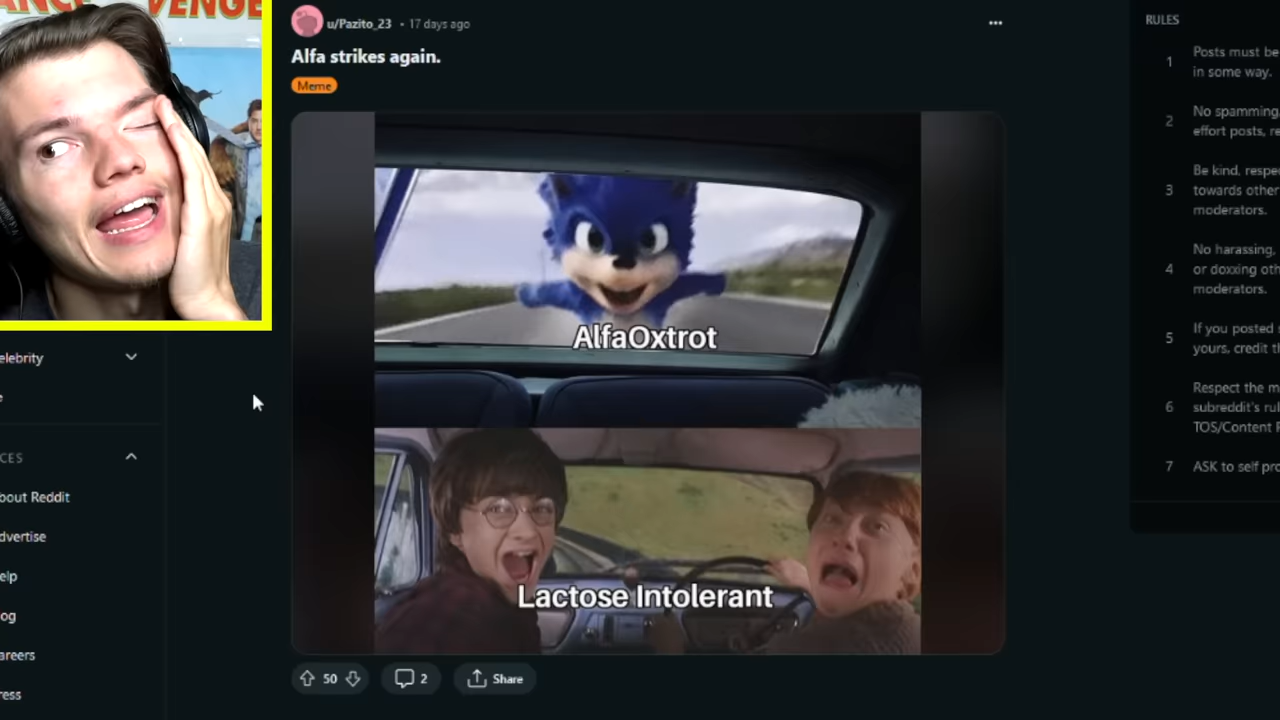 VENGE
u/Pazito_23 • 17 days ago
Alfa strikes again.
Meme
AlfaOxtrot
Lactose Intolerant
50
2
Share
elebrity
e
CES
bout Reddit
dvertise
elp
og
areers
ress
RULES
1 Posts must be
in some way.
2 No spamming,
effort posts, re
3 Be kind, respec
towards other
moderators.
4 No harassing,
or doxxing oth
moderators.
5 If you posted s
yours, credit th
6 Respect the m
subreddit's rul
TOS/Content P
7 ASK to self pro